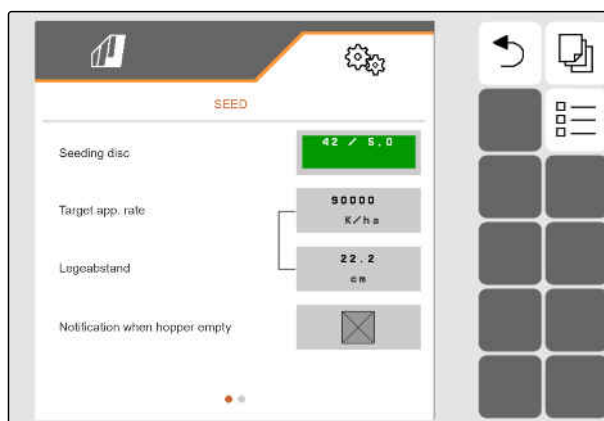 SEED
Seeding disc
42 / 5,0
Target app. rate
90000
K/ha
Legeabstand
22.2
cm
Notification when hopper empty